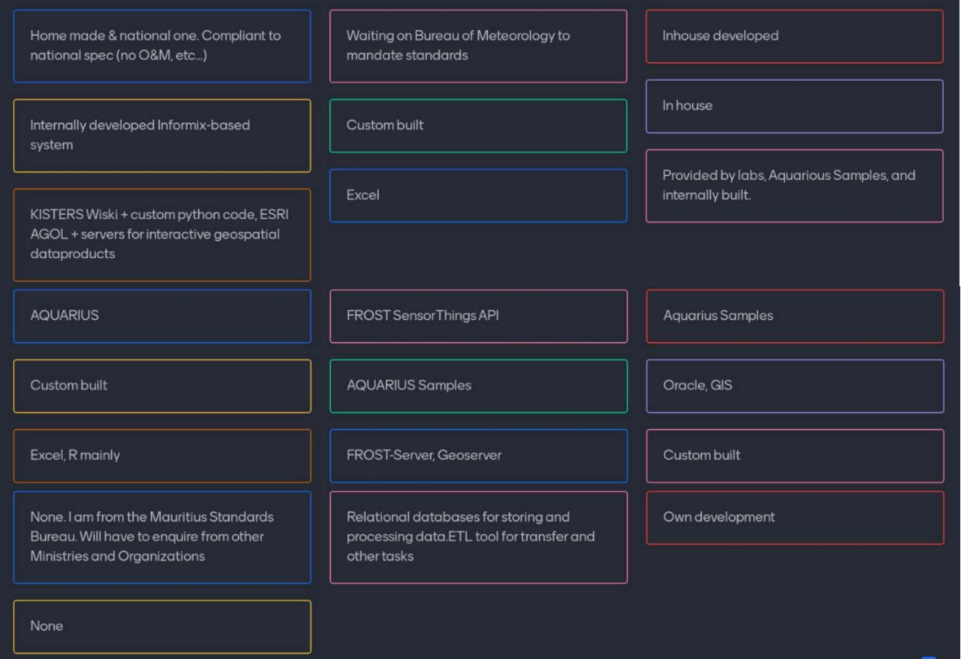 Home made & national one. Compliant to
national spec (no O&M, etc...)
Internally developed Informix-based
system
KISTERS Wiski + custom python code, ESRI
AGOL + servers for interactive geospatial
dataproducts
Waiting on Bureau of Meteorology to
mandate standards
Custom built
Excel
Inhouse developed
In house
Provided by labs, Aquarious Samples, and
internally built.
AQUARIUS
Custom built
Excel, R mainly
FROST SensorThings API
AQUARIUS Samples
FROST-Server, Geoserver
Aquarius Samples
Oracle, GIS
Custom built
None. I am from the Mauritius Standards
Bureau. Will have to enquire from other
Ministries and Organizations
None
Relational databases for storing and
processing data.ETL tool for transfer and
other tasks
Own development